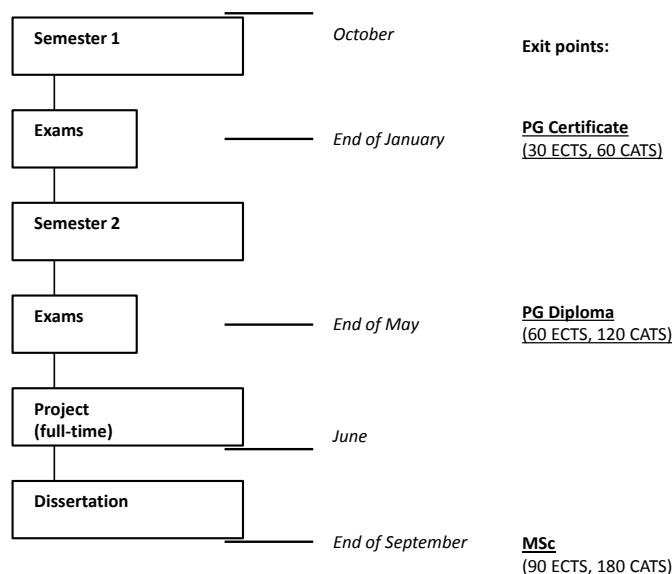 Semester 1
October
Exit points:
Exams
End of January
PG Certificate
(30 ECTS, 60 CATS)
Semester 2
Exams
End of May
PG Diploma
(60 ECTS, 120 CATS)
Project
(full-time)
June
Dissertation
End of September
MSc
(90 ECTS, 180 CATS)